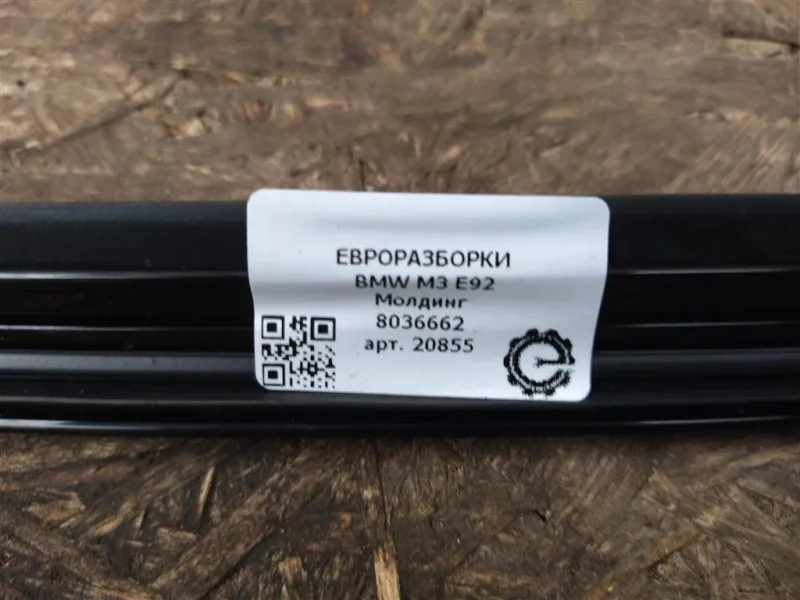 ЕВРОРАЗБОРКИ
BMW M3 E92
Молдинг
8036662
арт. 20855